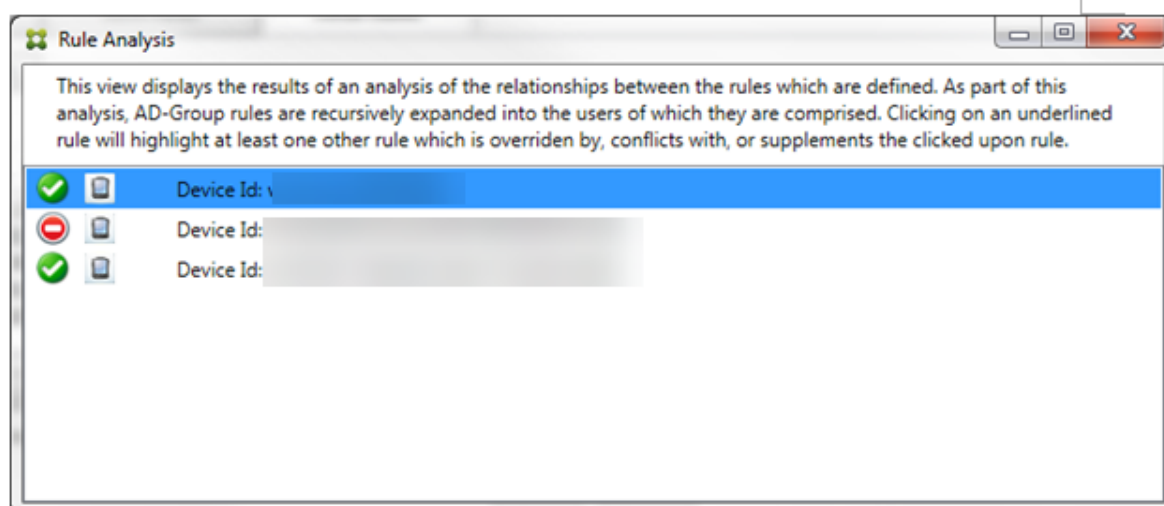 Rule Analysis
This view displays the results of an analysis of the relationships between the rules which are defined. As part of this
analysis, AD-Group rules are recursively expanded into the users of which they are comprised. Clicking on an underlined
rule will highlight at least one other rule which is overriden by, conflicts with, or supplements the clicked upon rule.
Device Id:
Device Id:
Device Id: